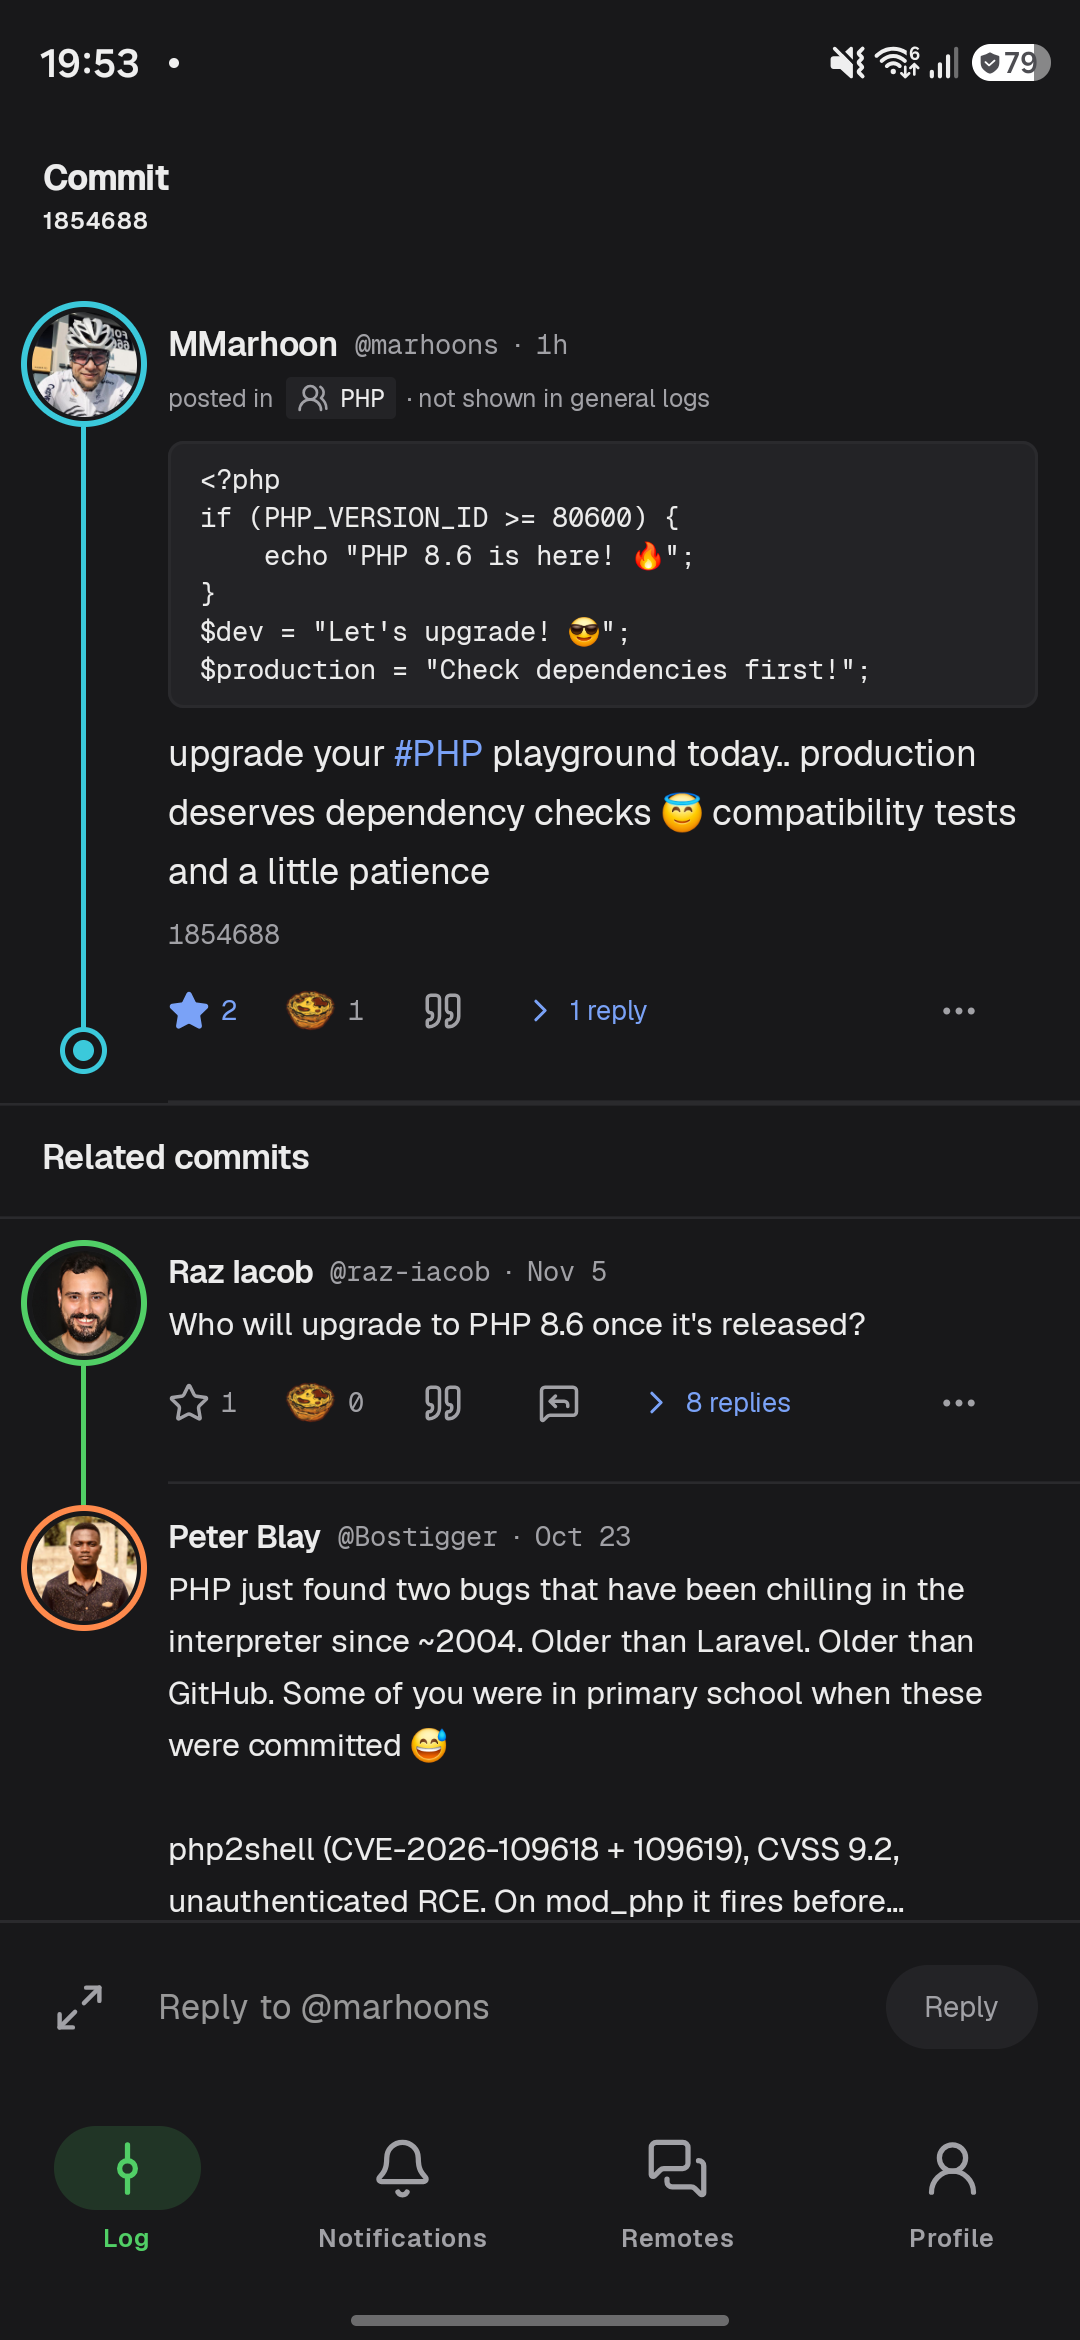 19:53
79
Commit
1854688
MMarhoon @marhoons · 1h
posted in PHP · not shown in general logs
<?php
if (PHP_VERSION_ID >= 80600) {
    echo "PHP 8.6 is here! 🔥";
}
$dev = "Let's upgrade! 😎";
$production = "Check dependencies first!";
upgrade your #PHP playground today.. production
deserves dependency checks 😇 compatibility tests
and a little patience
1854688
2 1 1 reply
Related commits
Raz Iacob @raz-iacob · Nov 5
Who will upgrade to PHP 8.6 once it's released?
1 0 8 replies
Peter Blay @Bostigger · Oct 23
PHP just found two bugs that have been chilling in the
interpreter since ~2004. Older than Laravel. Older than
GitHub. Some of you were in primary school when these
were committed 😅
php2shell (CVE-2026-109618 + 109619), CVSS 9.2,
unauthenticated RCE. On mod_php it fires before...
Reply to @marhoons
Reply
Log Notifications Remotes Profile